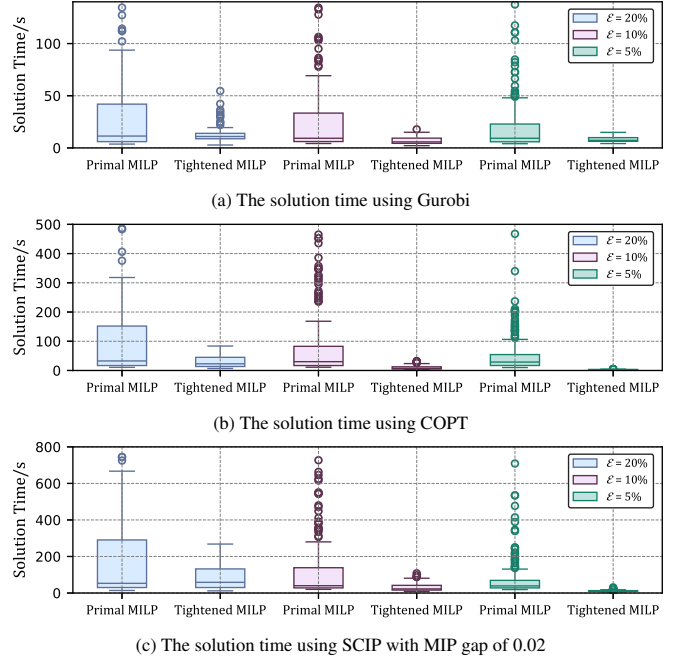 100
50
0
Solution Time/s
ℰ = 20%
ℰ = 10%
ℰ = 5%
Primal MILP Tightened MILP Primal MILP Tightened MILP Primal MILP Tightened MILP
(a) The solution time using Gurobi
500
400
300
200
100
0
Solution Time/s
ℰ = 20%
ℰ = 10%
ℰ = 5%
Primal MILP Tightened MILP Primal MILP Tightened MILP Primal MILP Tightened MILP
(b) The solution time using COPT
800
600
400
200
0
Solution Time/s
ℰ = 20%
ℰ = 10%
ℰ = 5%
Primal MILP Tightened MILP Primal MILP Tightened MILP Primal MILP Tightened MILP
(c) The solution time using SCIP with MIP gap of 0.02